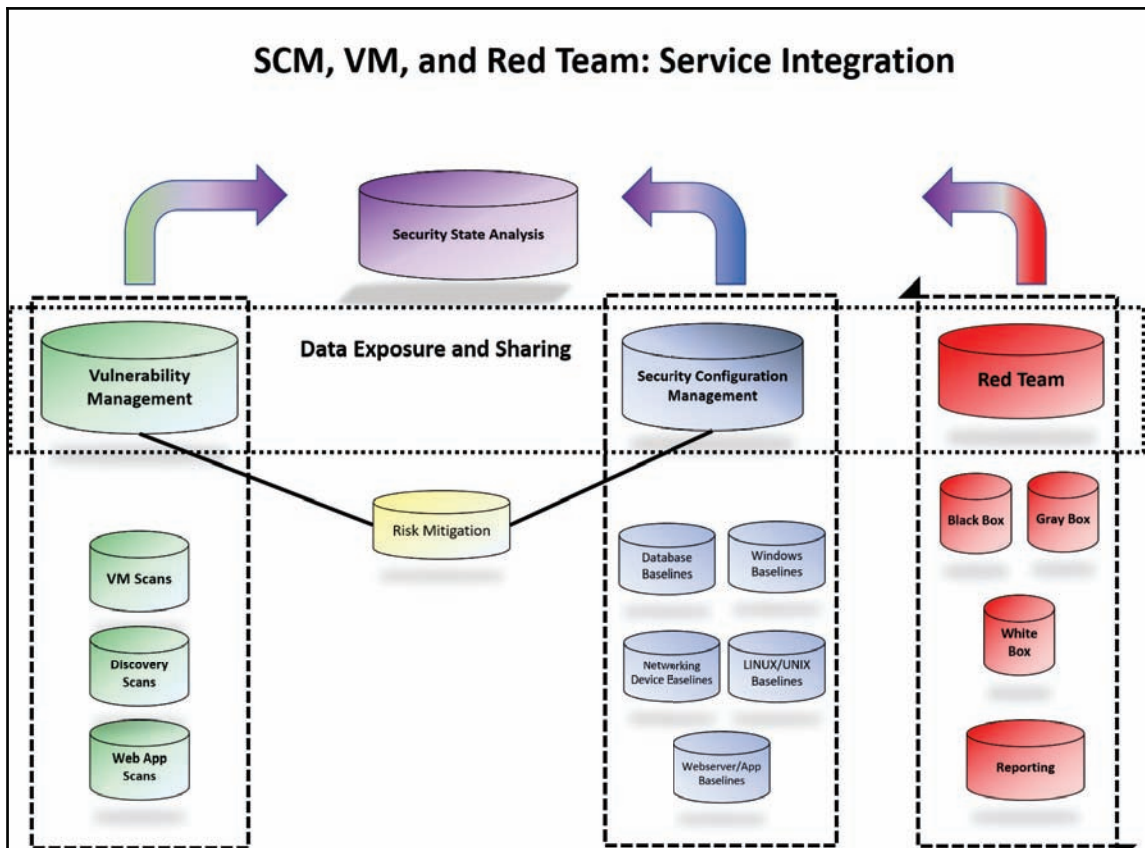 SCM, VM, and Red Team: Service Integration
Security State Analysis
Data Exposure and Sharing
Vulnerability
Management
Security Configuration
Management
Red Team
Risk Mitigation
VM Scans
Discovery
Scans
Web App
Scans
Database
Baselines
Windows
Baselines
Networking
Device Baselines
LINUX/UNIX
Baselines
Webserver/App
Baselines
Black Box
Gray Box
White
Box
Reporting